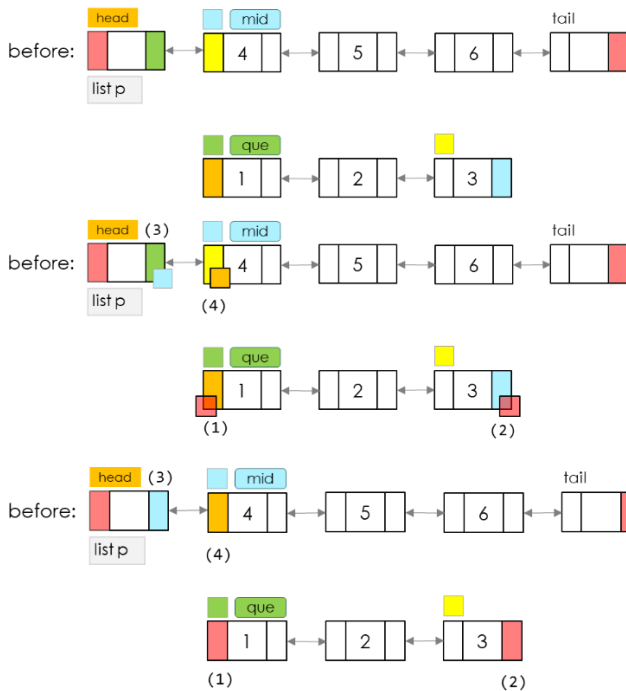 head mid tail
before: 4 5 6
list p
que
1 2 3
head (3) mid tail
before: 4 5 6
list p (4)
que
1 2 3
(1) (2)
head (3) mid tail
before: 4 5 6
list p (4)
que
1 2 3
(1) (2)